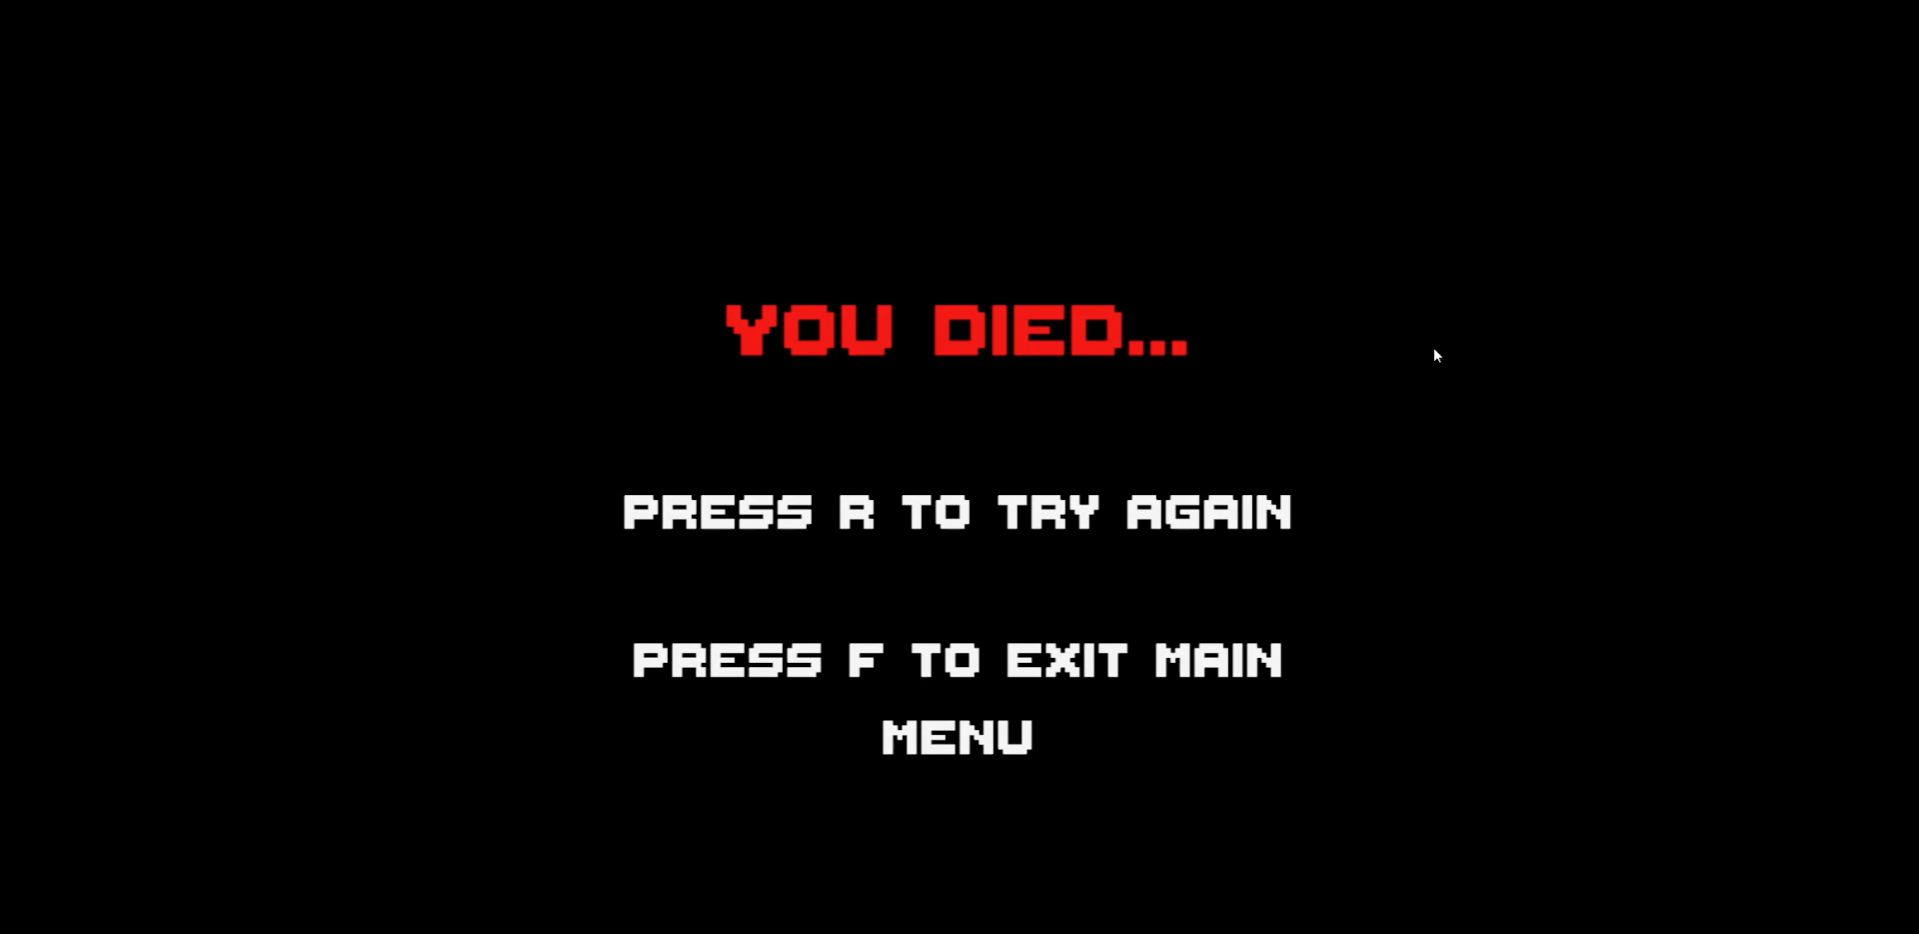 YOU DIED...
PRESS R TO TRY AGAIN
PRESS F TO EXIT MAIN
MENU